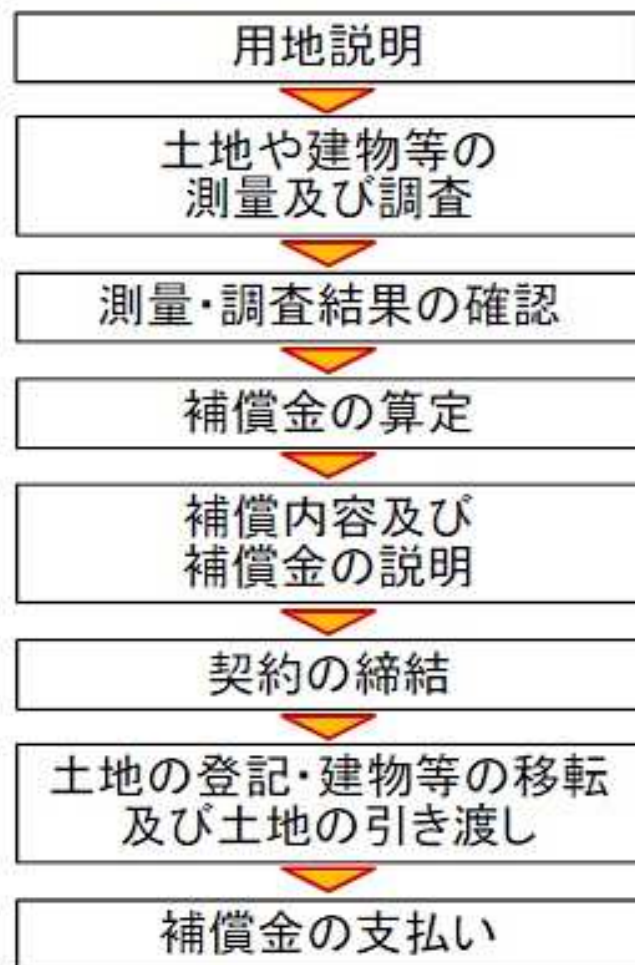 用地説明
土地や建物等の
測量及び調査
測量・調査結果の確認
補償金の算定
補償内容及び
補償金の説明
契約の締結
土地の登記・建物等の移転
及び土地の引き渡し
補償金の支払い